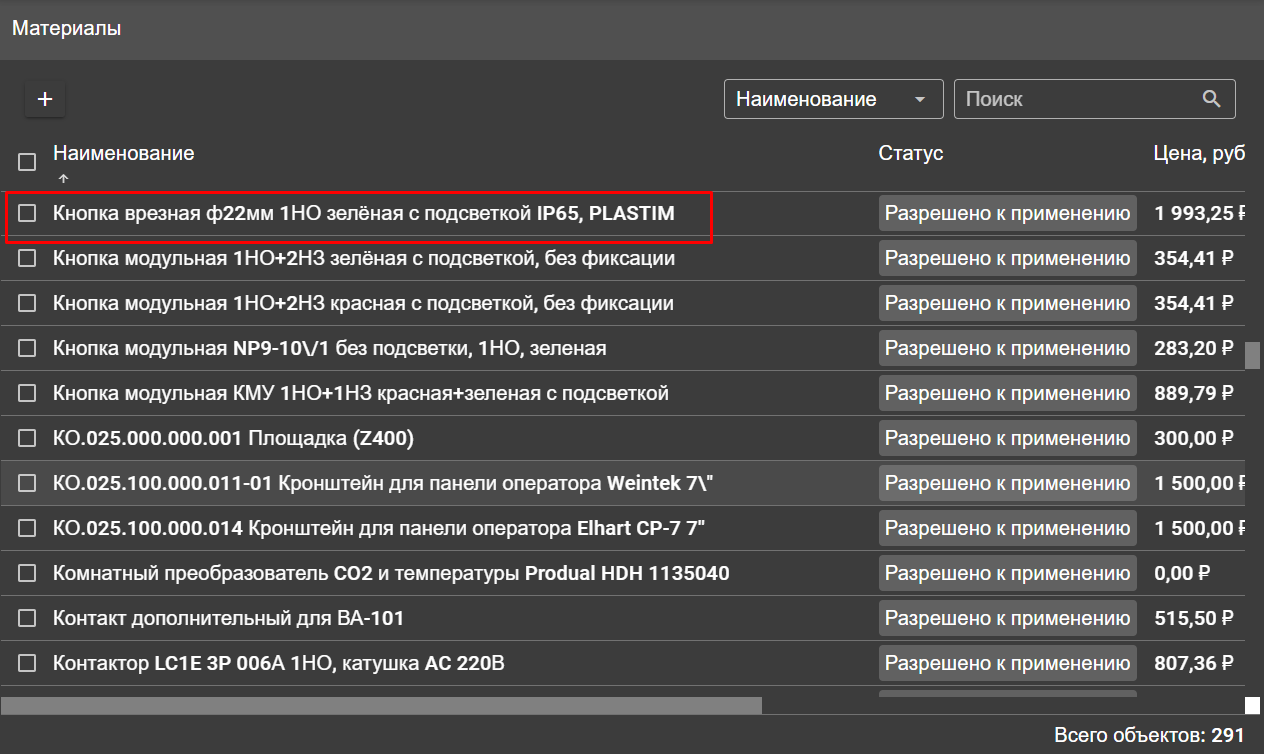 Материалы
+
Наименование
Поиск
Наименование Статус Цена, руб
Кнопка врезная ф22мм 1НО зелёная с подсветкой IP65, PLASTIM Разрешено к применению 1 993,25 ₽
Кнопка модульная 1НО+2НЗ зелёная с подсветкой, без фиксации Разрешено к применению 354,41 ₽
Кнопка модульная 1НО+2НЗ красная с подсветкой, без фиксации Разрешено к применению 354,41 ₽
Кнопка модульная NP9-10\/1 без подсветки, 1НО, зеленая Разрешено к применению 283,20 ₽
Кнопка модульная КМУ 1НО+1НЗ красная+зеленая с подсветкой Разрешено к применению 889,79 ₽
КО.025.000.000.001 Площадка (Z400) Разрешено к применению 300,00 ₽
КО.025.100.000.011-01 Кронштейн для панели оператора Weintek 7\" Разрешено к применению 1 500,00 ₽
КО.025.100.000.014 Кронштейн для панели оператора Elhart CP-7 7" Разрешено к применению 1 500,00 ₽
Комнатный преобразователь CO2 и температуры Produal HDH 1135040 Разрешено к применению 0,00 ₽
Контакт дополнительный для ВА-101 Разрешено к применению 515,50 ₽
Контактор LC1E 3P 006A 1НО, катушка AC 220В Разрешено к применению 807,36 ₽
Всего объектов: 291